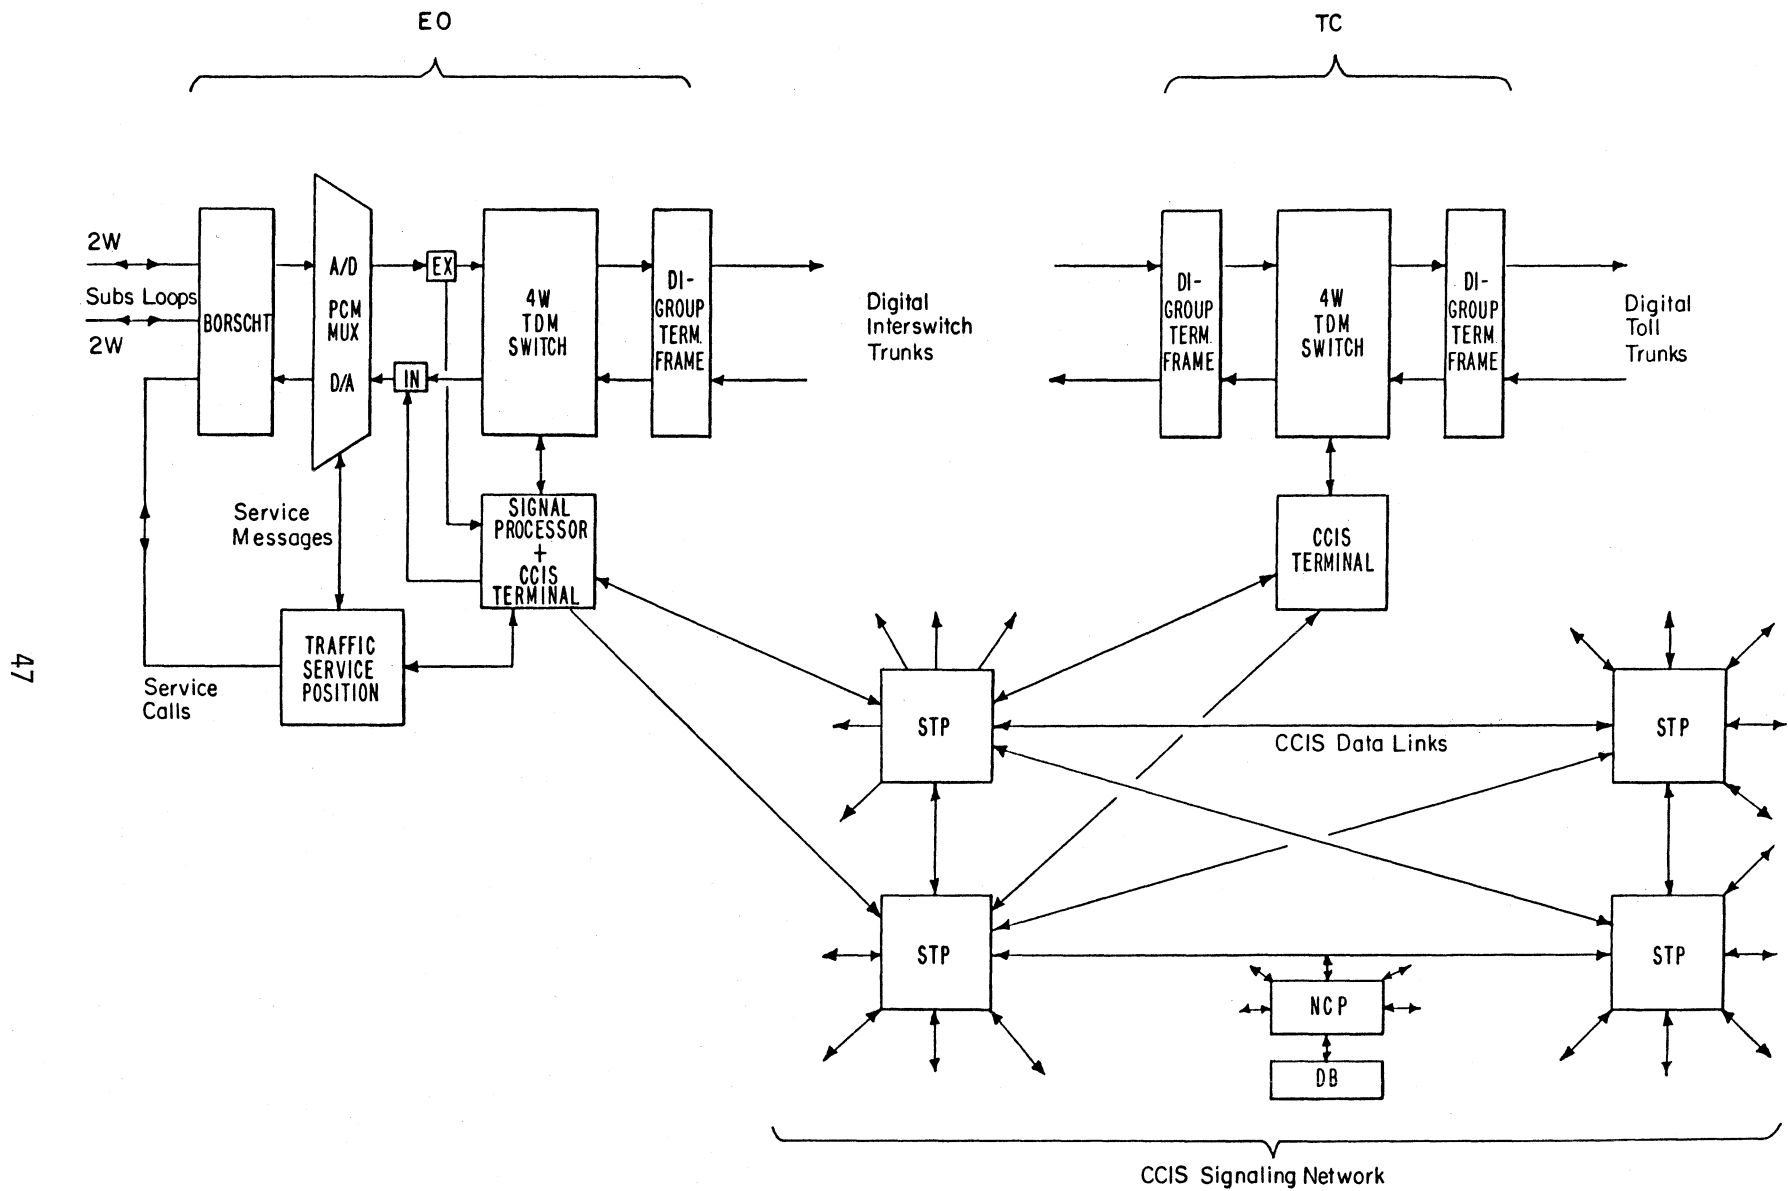 EO
TC
2W
Subs Loops
2W
BORSCHT
A/D
PCM
MUX
D/A
EX
IN
4W
TDM
SWITCH
DI-
GROUP
TERM.
FRAME
Digital
Interswitch
Trunks
DI-
GROUP
TERM.
FRAME
4W
TDM
SWITCH
DI-
GROUP
TERM.
FRAME
Digital
Toll
Trunks
Service
Messages
SIGNAL
PROCESSOR
+
CCIS
TERMINAL
CCIS
TERMINAL
TRAFFIC
SERVICE
POSITION
Service
Calls
47
STP
CCIS Data Links
STP
STP
NCP
STP
DB
CCIS Signaling Network